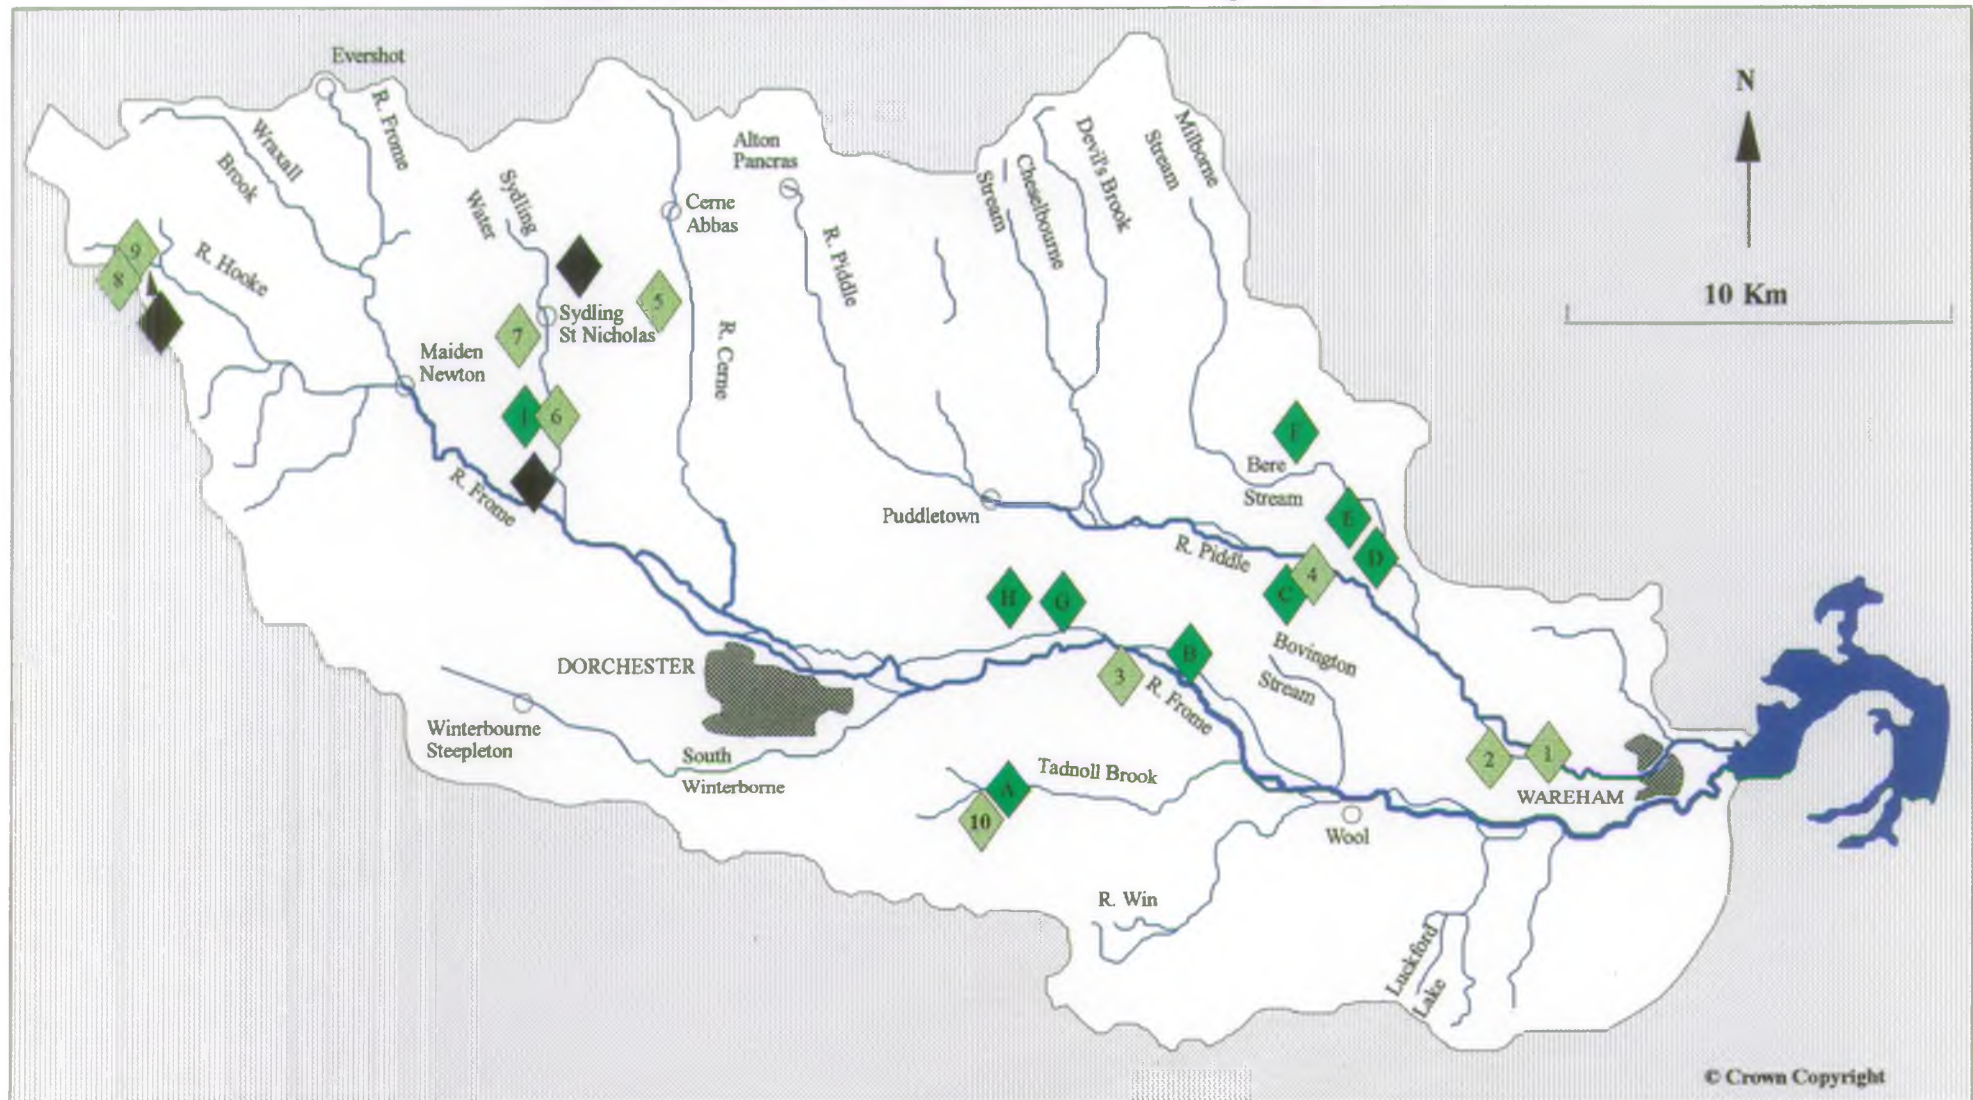 Evershot
R. Frome
Wraxall
Brook
Sydling
Water
Alton
Pancras
Cerne
Abbas
R. Piddle
Stream
Cheselbourne
Devil's Brook
Milborne
Stream
N
10 Km
9
8
R. Hooke
5
Sydling
St Nicholas
7
Maiden
Newton
R. Cerne
6
R. Frome
F
Bere
Stream
Puddletown
E
D
R. Piddle
4
C
H
G
B
Bovington
Stream
DORCHESTER
3
R. Frome
Winterbourne
Steepleton
South
Winterborne
Tadnoll Brook
A
10
2
1
WAREHAM
Wool
R. Win
Luckford
Lake
© Crown Copyright